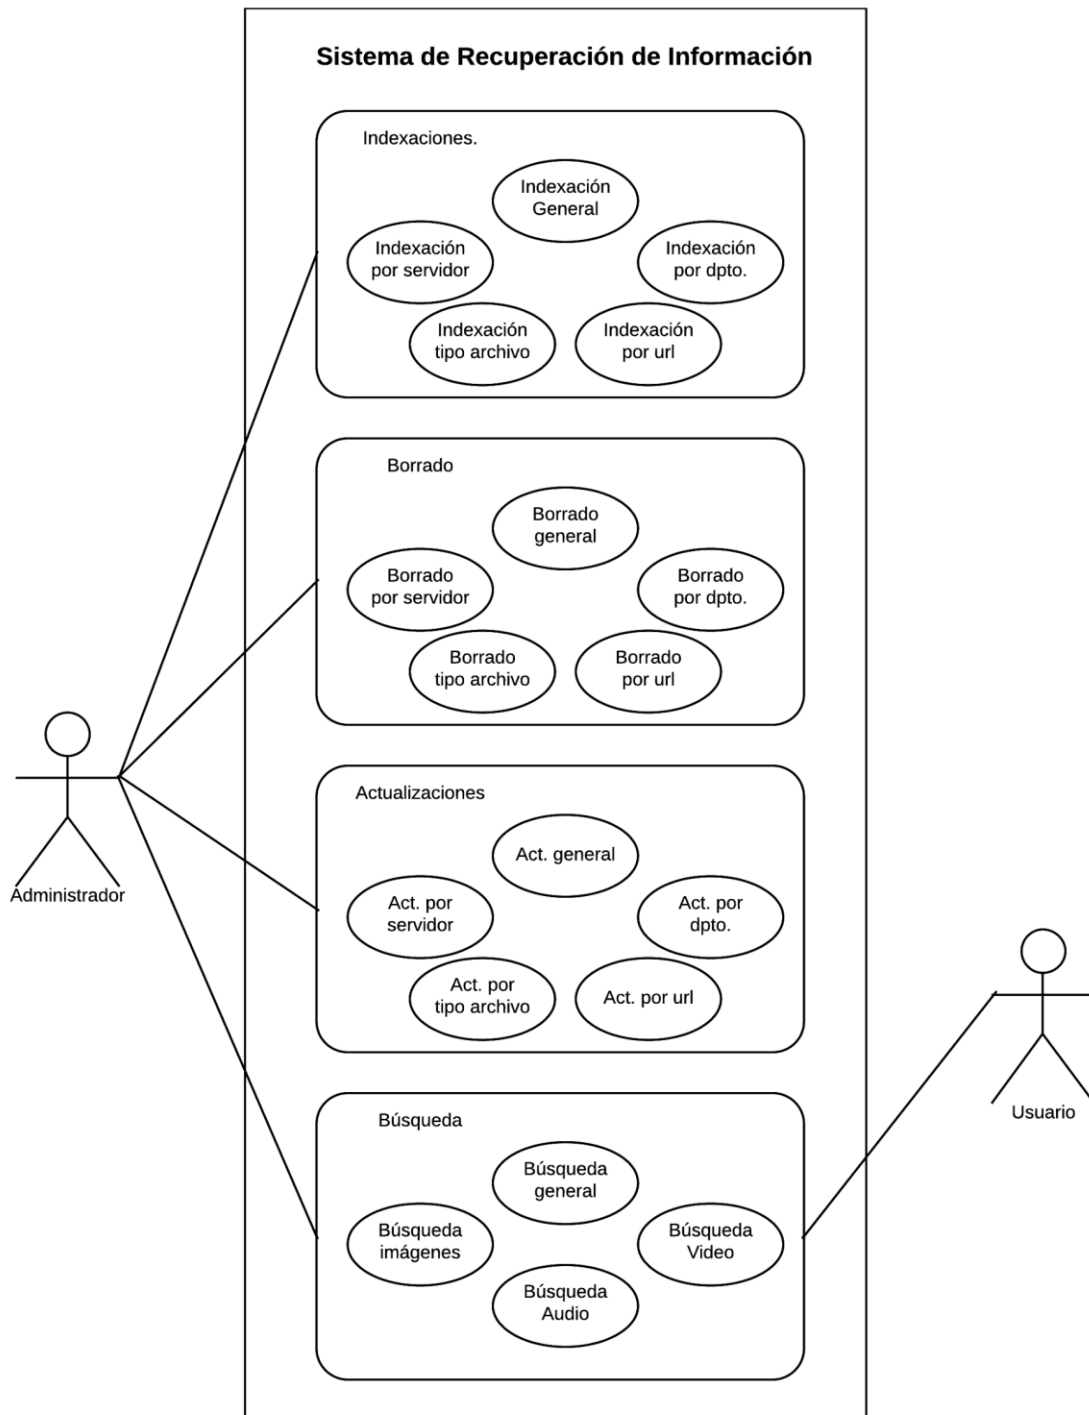 Sistema de Recuperación de Información
Indexaciones.
Indexación
General
Indexación
por servidor
Indexación
por dpto.
Indexación
tipo archivo
Indexación
por url
Borrado
Borrado
general
Borrado
por servidor
Borrado
por dpto.
Borrado
tipo archivo
Borrado
por url
Administrador
Actualizaciones
Act. general
Act. por
servidor
Act. por
dpto.
Act. por
tipo archivo
Act. por url
Usuario
Búsqueda
Búsqueda
general
Búsqueda
imágenes
Búsqueda
Video
Búsqueda
Audio